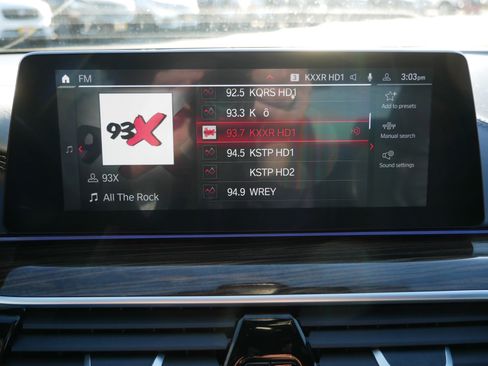 FM
3 KXXR HD1
3:03pm
93X
93X
All The Rock
92.5 KQRS HD1
93.3 K ô
93.7 KXXR HD1
94.5 KSTP HD1
KSTP HD2
94.9 WREY
Add to presets
Manual search
Sound settings